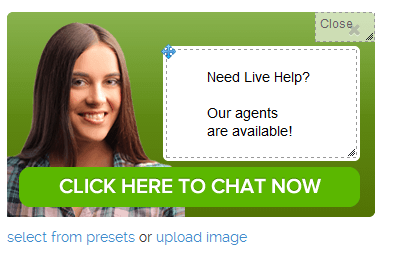 Close
Need Live Help?
Our agents
are available!
CLICK HERE TO CHAT NOW
select from presets or upload image